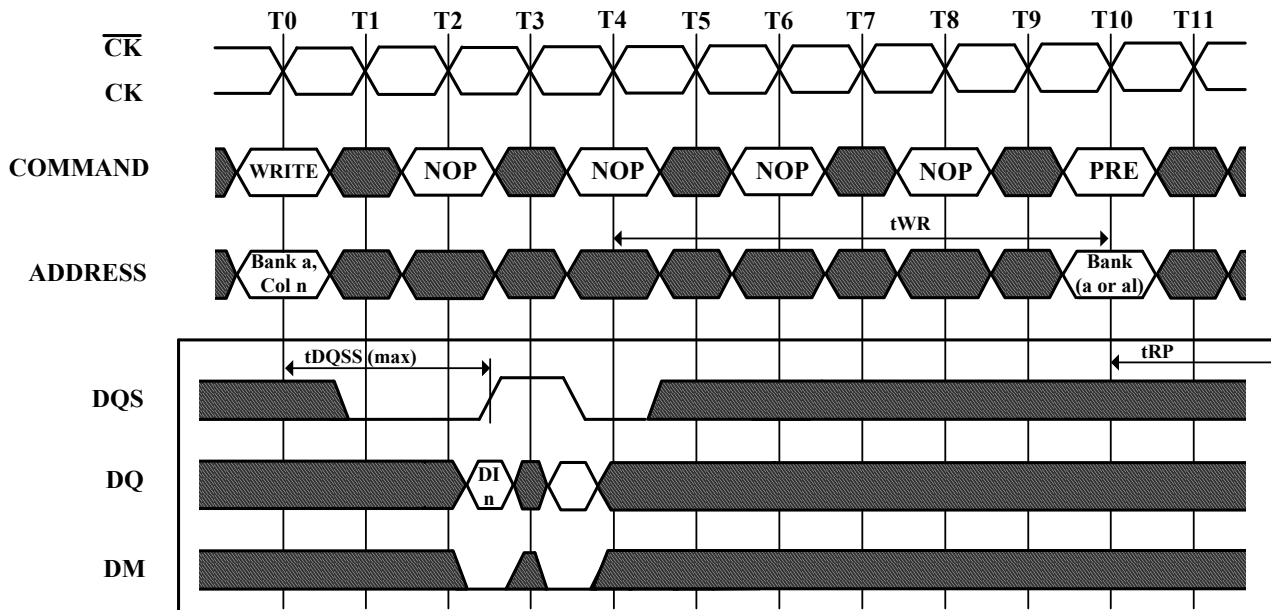 T0 T1 T2 T3 T4 T5 T6 T7 T8 T9 T10 T11
CK
CK
COMMAND WRITE NOP NOP NOP NOP PRE
tWR
ADDRESS Bank a, Col n Bank (a or al)
tDQSS (max) tRP
DQS
DQ DI n
DM